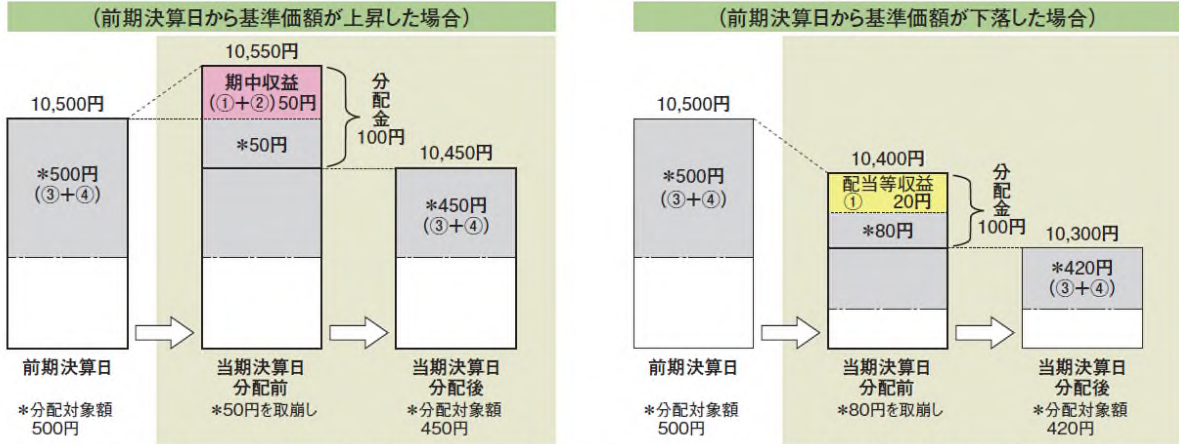 (前期決算日から基準価額が上昇した場合)
10,550円
期中収益
(①+②)50円
*50円
分配金
100円
10,500円
*500円
(③+④)
10,450円
*450円
(③+④)
前期決算日
当期決算日
分配前
当期決算日
分配後
*分配対象額
500円
*50円を取崩し
*分配対象額
450円
(前期決算日から基準価額が下落した場合)
10,500円
*500円
(③+④)
10,400円
配当等収益
① 20円
*80円
分配金
100円
10,300円
*420円
(③+④)
前期決算日
当期決算日
分配前
当期決算日
分配後
*分配対象額
500円
*80円を取崩し
*分配対象額
420円